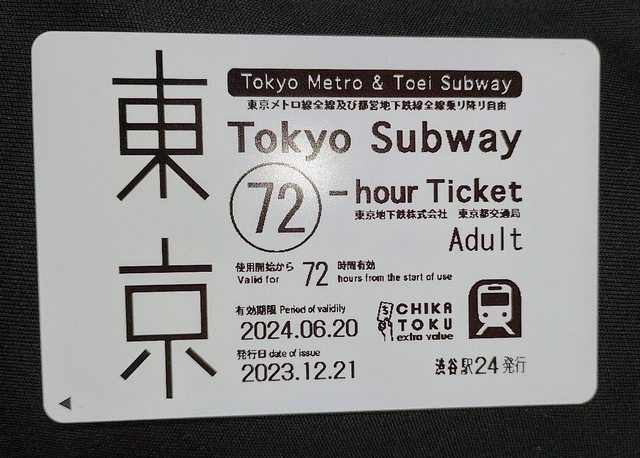 東京
Tokyo Metro & Toei Subway
東京メトロ線全線及び都営地下鉄線全線乗り降り自由
Tokyo Subway
72-hour Ticket
東京地下鉄株式会社 東京都交通局
Adult
使用開始から 72 時間有効
Valid for hours from the start of use
有効期限 Period of validity
2024.06.20
発行日 date of issue
2023.12.21
CHIKA
TOKU
extra value
渋谷駅24発行